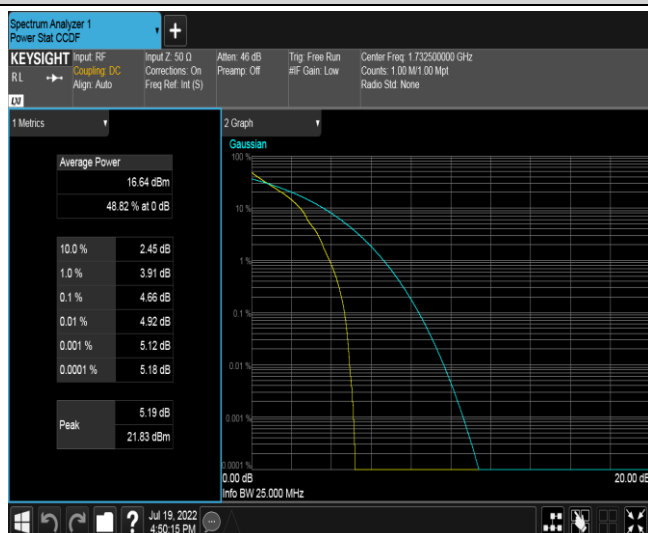 Spectrum Analyzer 1
Power Stat CCDF
KEYSIGHT
RL
LXI
Input: RF
Coupling: DC
Align: Auto
Input Z: 50 Ω
Corrections: On
Freq Ref: Int (S)
Atten: 46 dB
Preamp: Off
Trig: Free Run
#IF Gain: Low
Center Freq: 1.732500000 GHz
Counts: 1.00 M/1.00 Mpt
Radio Std: None
1 Metrics
Average Power
16.64 dBm
48.82 % at 0 dB
10.0 % 2.45 dB
1.0 % 3.91 dB
0.1 % 4.66 dB
0.01 % 4.92 dB
0.001 % 5.12 dB
0.0001 % 5.18 dB
Peak
5.19 dB
21.83 dBm
2 Graph
Gaussian
100 %
10 %
1 %
0.1 %
0.01 %
0.001 %
0.0001 %
0.00 dB 20.00 dB
Info BW 25.000 MHz
Jul 19, 2022
4:50:15 PM